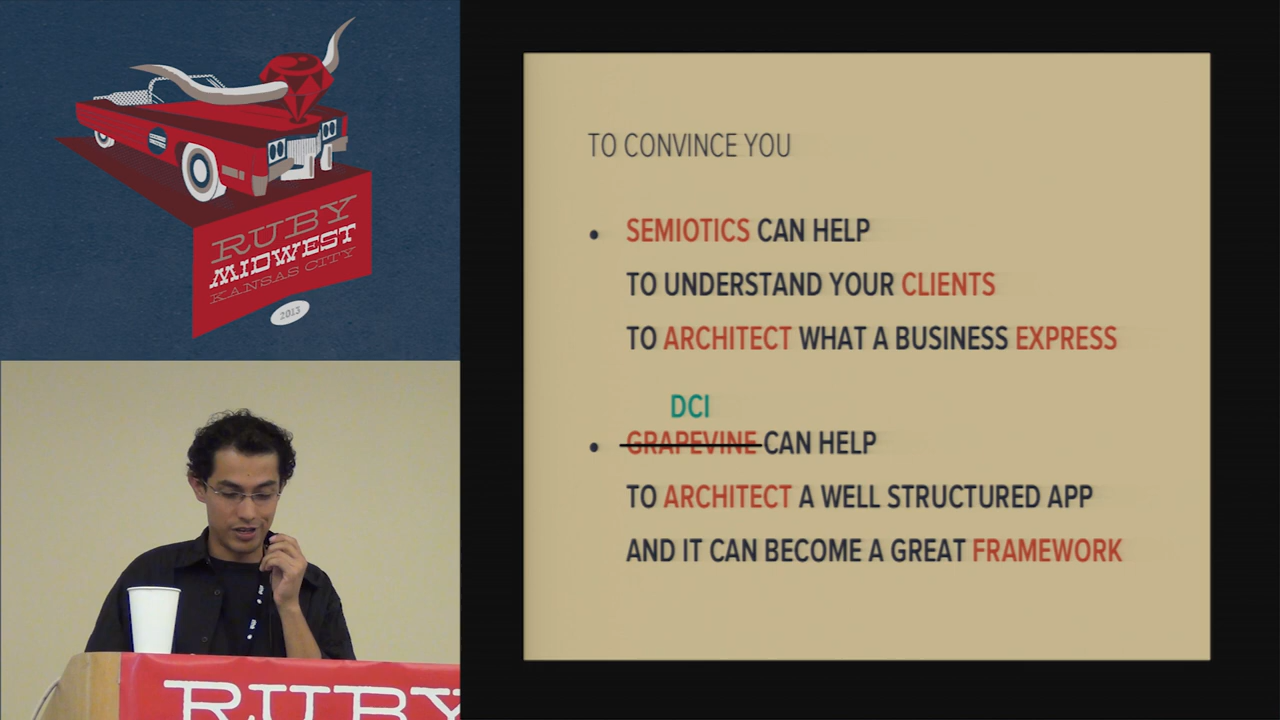 RUBY
MIDWEST
KANSAS CITY
2013
TO CONVINCE YOU
• SEMIOTICS CAN HELP
TO UNDERSTAND YOUR CLIENTS
TO ARCHITECT WHAT A BUSINESS EXPRESS
DCI
• GRAPEVINE CAN HELP
TO ARCHITECT A WELL STRUCTURED APP
AND IT CAN BECOME A GREAT FRAMEWORK
RUBY